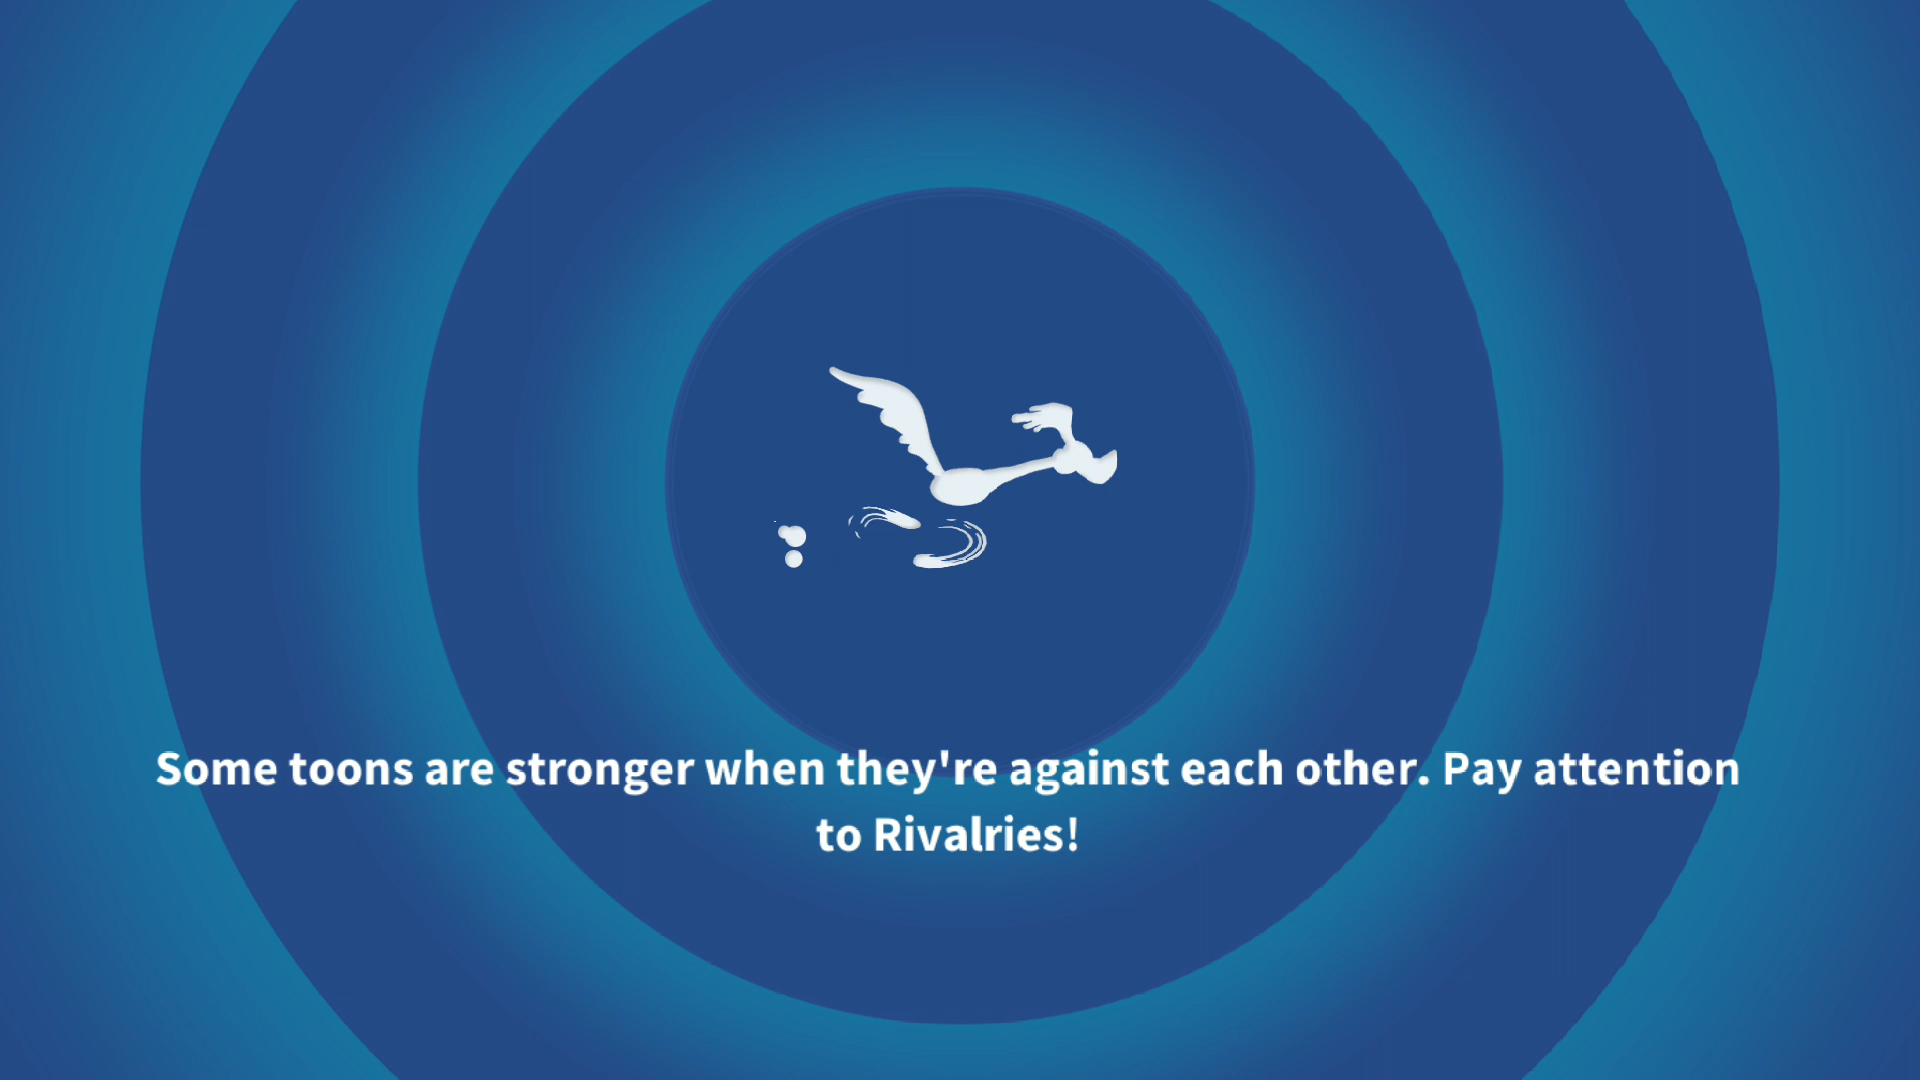 Some toons are stronger when they're against each other. Pay attention
to Rivalries!